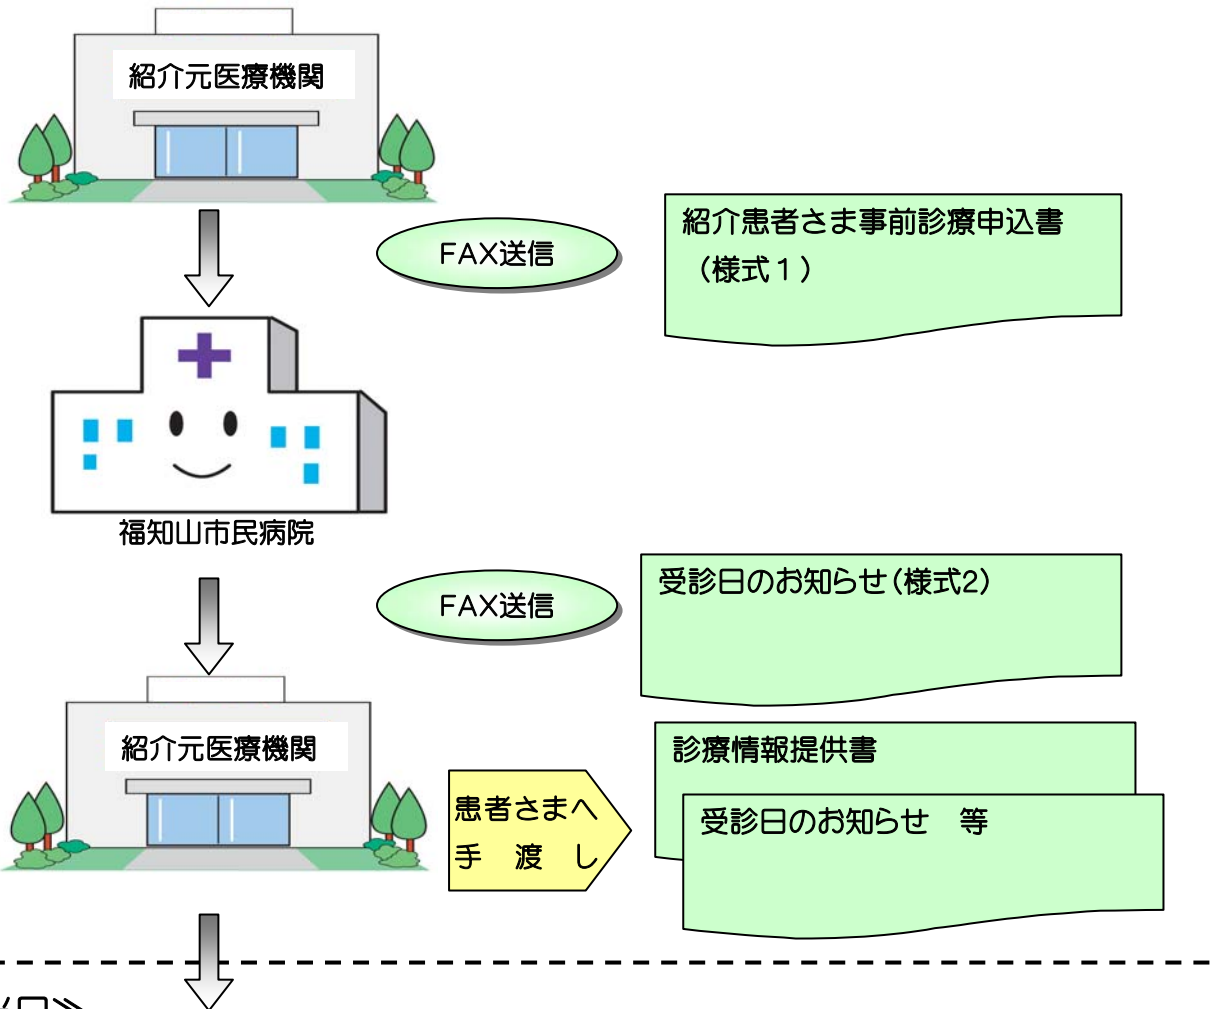 紹介元医療機関
FAX送信
紹介患者さま事前診療申込書
（様式１）
福知山市民病院
FAX送信
受診日のお知らせ（様式2）
紹介元医療機関
患者さまへ
手　渡　し
診療情報提供書
受診日のお知らせ　等
日≫